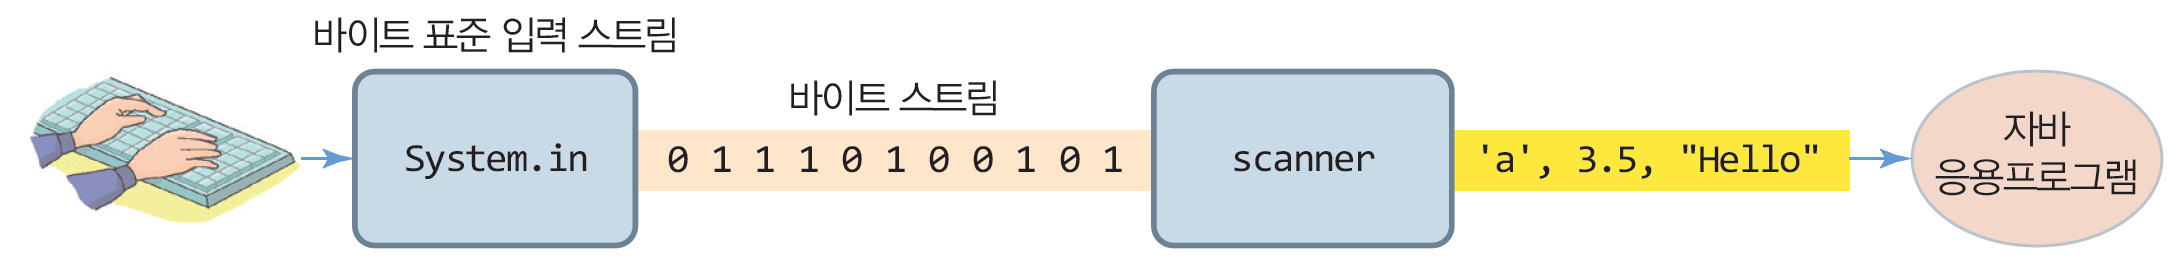 바이트 표준 입력 스트림
System.in
바이트 스트림
0 1 1 1 0 1 0 0 1 0 1
scanner
'a', 3.5, "Hello"
자바
응용프로그램